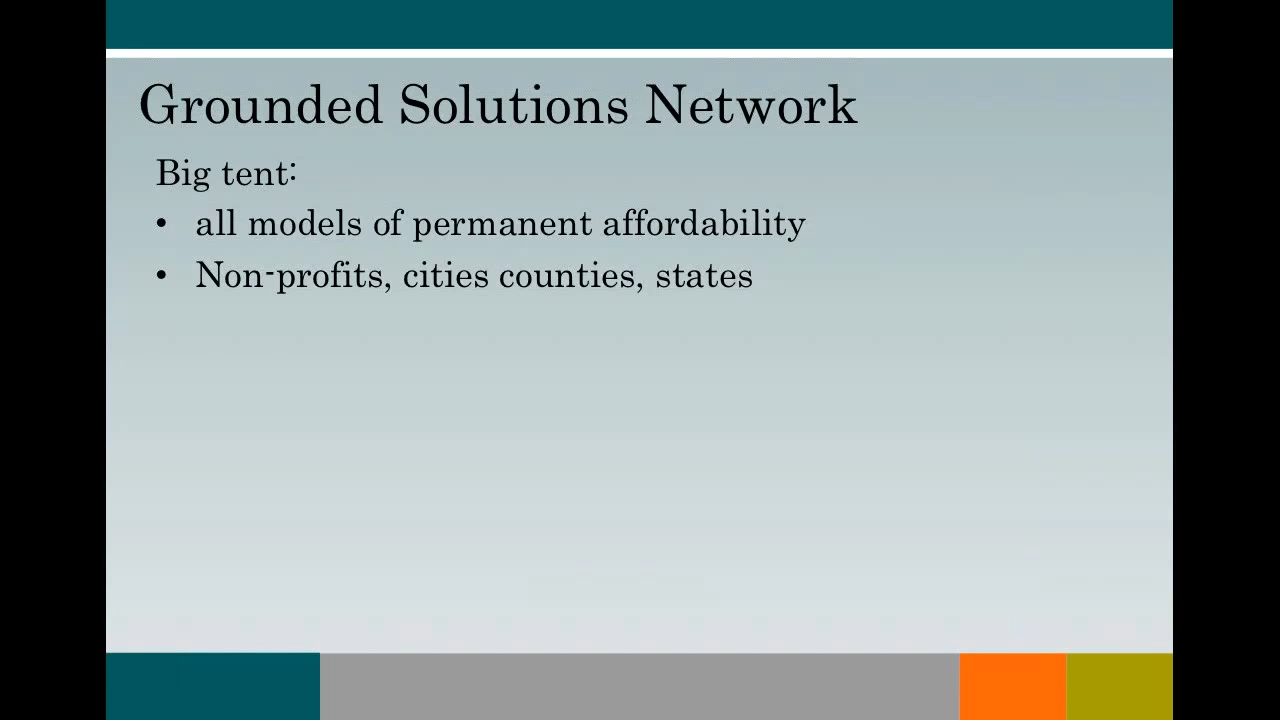 Grounded Solutions Network
Big tent:
• all models of permanent affordability
• Non-profits, cities counties, states